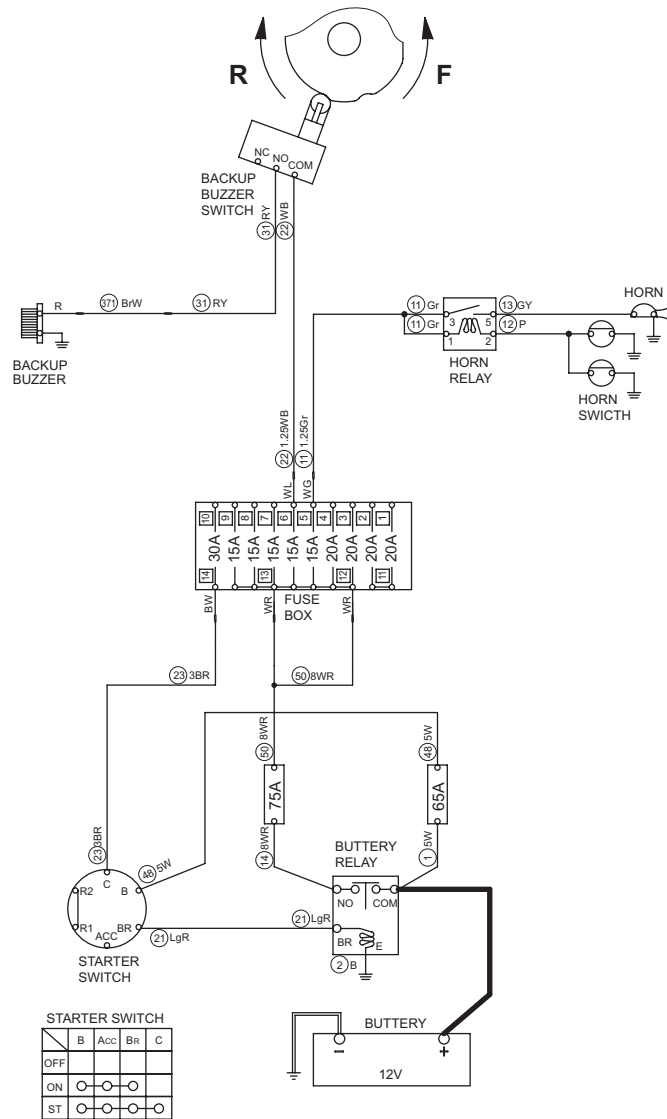 R
F
NC NO COM
BACKUP
BUZZER
SWITCH
31 RY
22 WB
R
371 BrW
31 RY
BACKUP
BUZZER
11 Gr
11 Gr
3 5
1 2
13 GY
12 P
HORN
HORN
RELAY
HORN
SWICTH
22 1.25WB
11 1.25Gr
WL
WG
10 9 8 7 6 5 4 3 2 1
30A 15A 15A 15A 15A 15A 20A 20A 20A 20A
14 13 12 11
FUSE
BOX
BW
WR
WR
23 3BR
50 8WR
50 8WR
48 5W
75A
65A
14 8WR
1 5W
BUTTERY
RELAY
NO COM
BR E
2 B
23 3BR
48 5W
C
R2 B
R1 BR
ACC
21 LgR
21 LgR
STARTER
SWITCH
STARTER SWITCH
B ACC BR C
OFF
ON
ST
BUTTERY
− +
12V